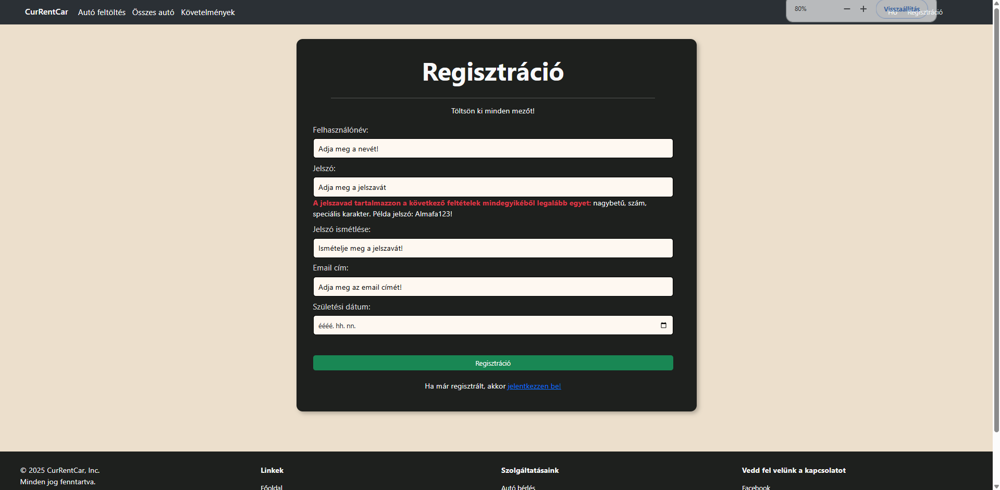 CurRentCar Autó feltöltés Összes autó Követelmények 80% − + Visszaállítás HU Regisztráció
Regisztráció
Töltsön ki minden mezőt!
Felhasználónév:
Adja meg a nevét!
Jelszó:
Adja meg a jelszavát
A jelszavad tartalmazzon a következő feltételek mindegyikéből legalább egyet: nagybetű, szám,
speciális karakter. Példa jelszó: Almafa123!
Jelszó ismétlése:
Ismételje meg a jelszavát!
Email cím:
Adja meg az email címét!
Születési dátum:
éééé. hh. nn.
Regisztráció
Ha már regisztrált, akkor jelentkezzen be!
© 2025 CurRentCar, Inc.
Minden jog fenntartva.
Linkek
Főoldal
Szolgáltatásaink
Autó bérlés
Vedd fel velünk a kapcsolatot
Facebook